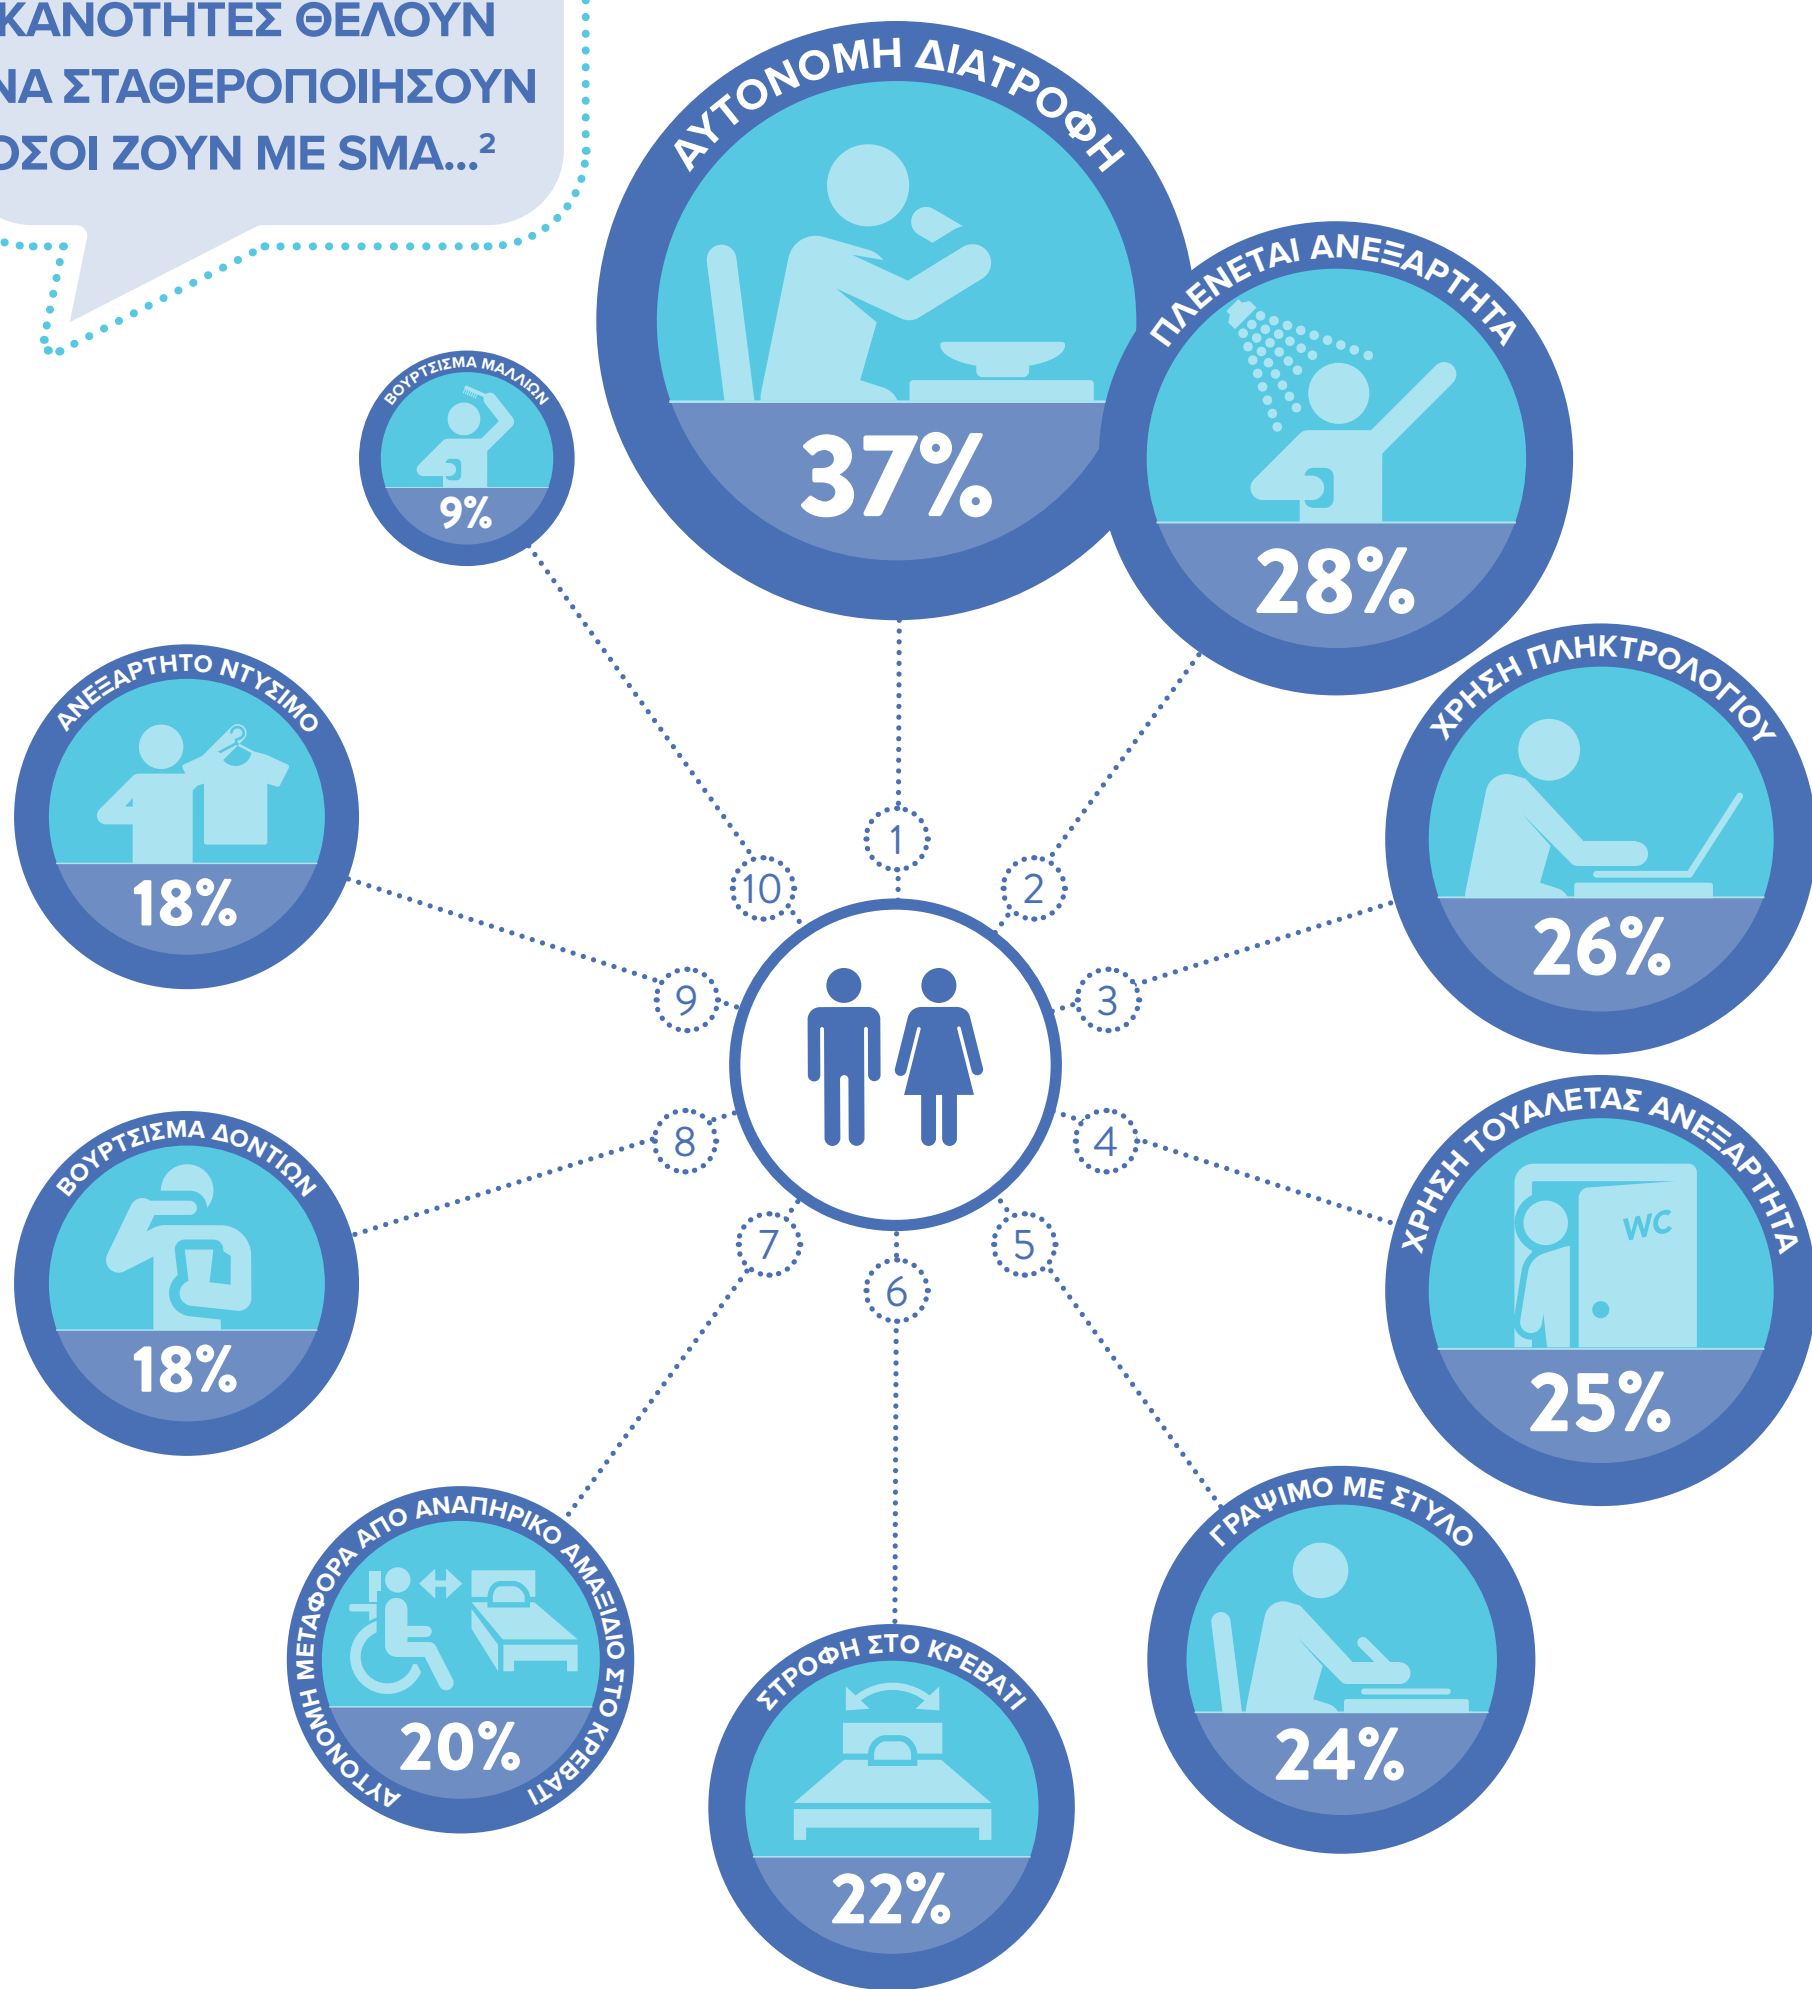 ΚΑΝΟΤΗΤΕΣ ΘΕΛΟΥΝ
ΝΑ ΣΤΑΘΕΡΟΠΟΙΗΣΟΥΝ
ΟΣΟΙ ΖΟΥΝ ΜΕ SMA...²
ΑΥΤΟΝΟΜΗ ΔΙΑΤΡΟΦΗ
37%
1
ΠΛΕΝΕΤΑΙ ΑΝΕΞΑΡΤΗΤΑ
28%
2
ΧΡΗΣΗ ΠΛΗΚΤΡΟΛΟΓΙΟΥ
26%
3
ΧΡΗΣΗ ΤΟΥΑΛΕΤΑΣ ΑΝΕΞΑΡΤΗΤΑ
WC
25%
4
ΓΡΑΨΙΜΟ ΜΕ ΣΤΥΛΟ
24%
5
ΣΤΡΟΦΗ ΣΤΟ ΚΡΕΒΑΤΙ
22%
6
ΑΥΤΟΝΟΜΗ ΜΕΤΑΦΟΡΑ ΑΠΟ ΑΝΑΠΗΡΙΚΟ ΑΜΑΞΙΔΙΟ ΣΤΟ ΚΡΕΒΑΤΙ
20%
7
ΒΟΥΡΤΣΙΣΜΑ ΔΟΝΤΙΩΝ
18%
8
ΑΝΕΞΑΡΤΗΤΟ ΝΤΥΣΙΜΟ
18%
9
ΒΟΥΡΤΣΙΣΜΑ ΜΑΛΛΙΩΝ
9%
10